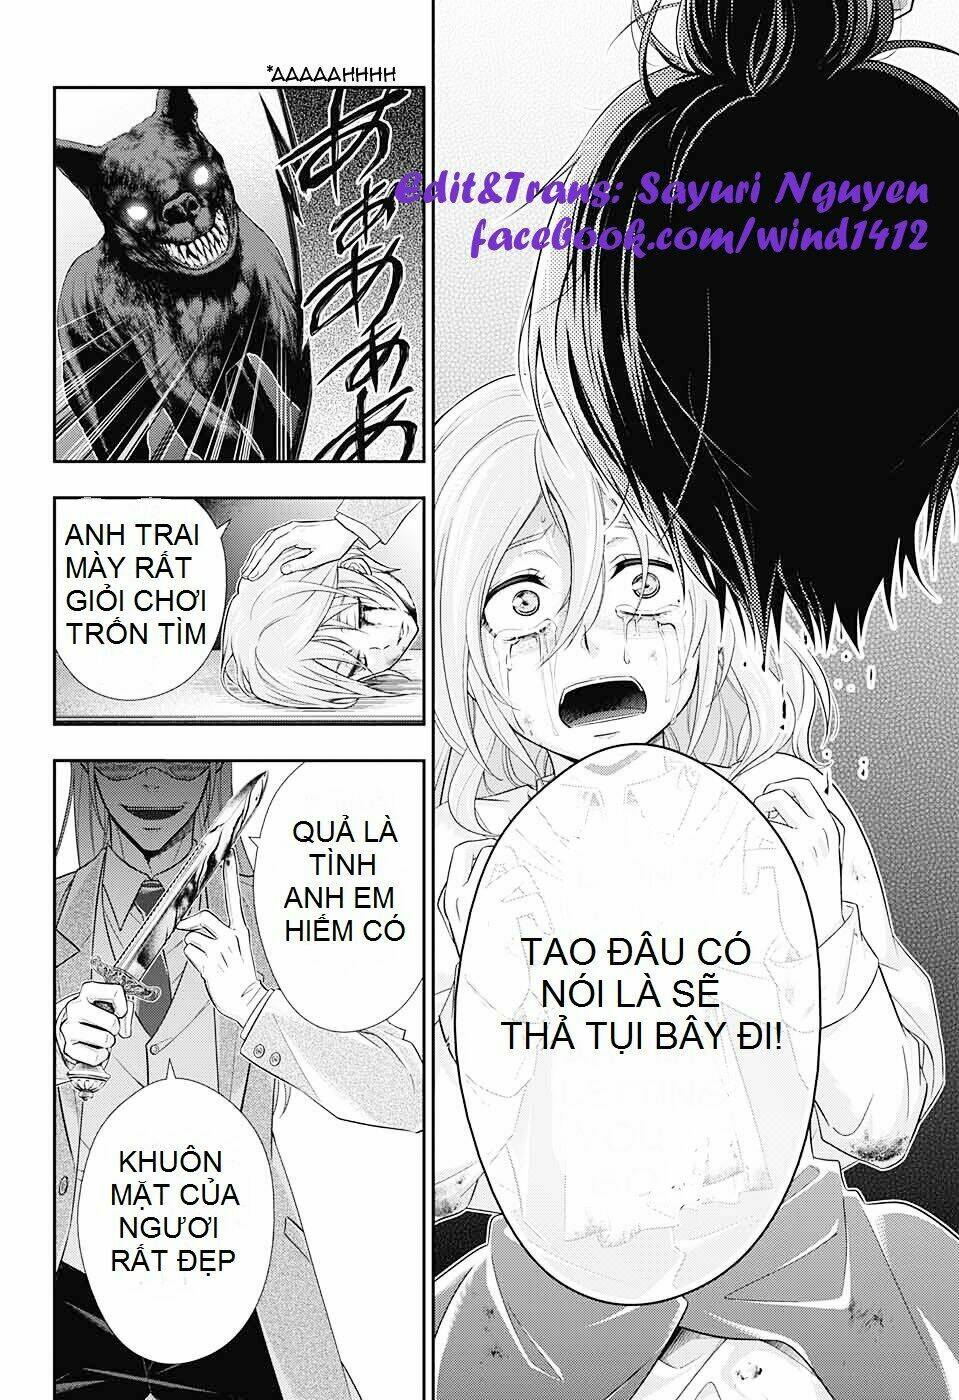 Edit&Trans: Sayuri Nguyen
facebook.com/wind1412
TAO ĐÂU CÓ
NÓI LÀ SẼ
THẢ TỤI BÂY ĐI!
*AAAAAHHHH
あああああ
ANH TRAI
MÀY RẤT
GIỎI CHƠI
TRỐN TÌM
QUẢ LÀ
TÌNH
ANH EM
HIẾM CÓ
KHUÔN
MẶT CỦA
NGƯƠI
RẤT ĐẸP